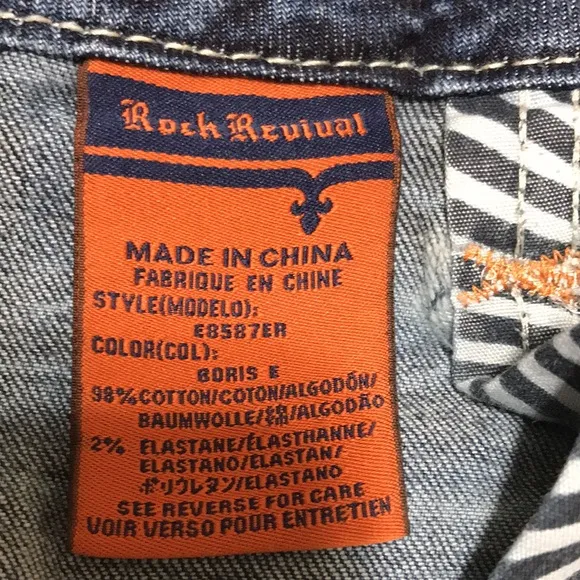 Rock Revival
MADE IN CHINA
FABRIQUE EN CHINE
STYLE(MODELO):
E8587ER
COLOR(COL):
BORIS E
98%COTTON/COTON/ALGODÓN/
BAUMWOLLE/綿/ALGODÃO
2% ELASTANE/ÉLASTHANNE/
ELASTANO/ELASTAN/
ポリウレタン/ELASTANO
SEE REVERSE FOR CARE
VOIR VERSO POUR ENTRETIEN